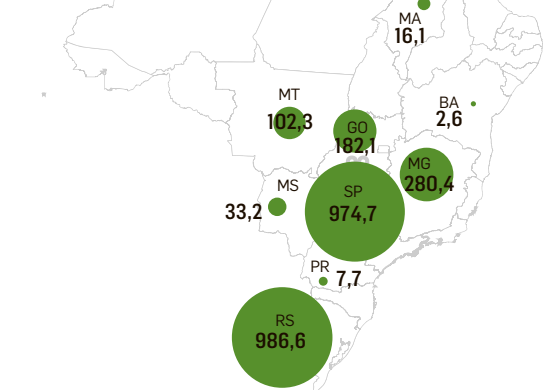 MA
16,1
MT
102,3
BA
2,6
GO
182,1
MG
280,4
MS
33,2
SP
974,7
PR
7,7
RS
986,6